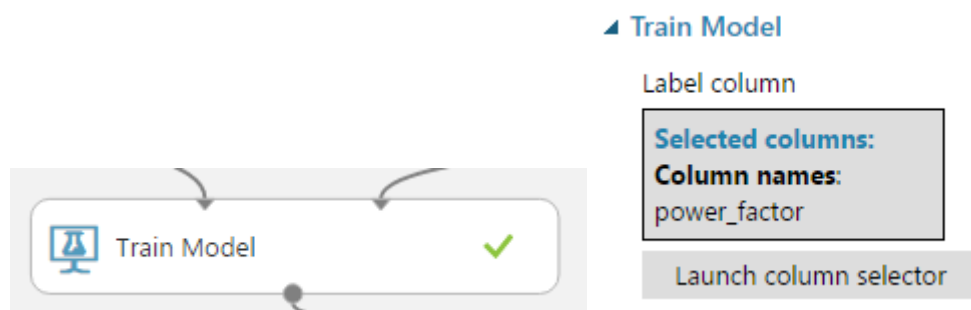 Train Model
Label column
Selected columns:
Column names:
power_factor
Train Model
Launch column selector